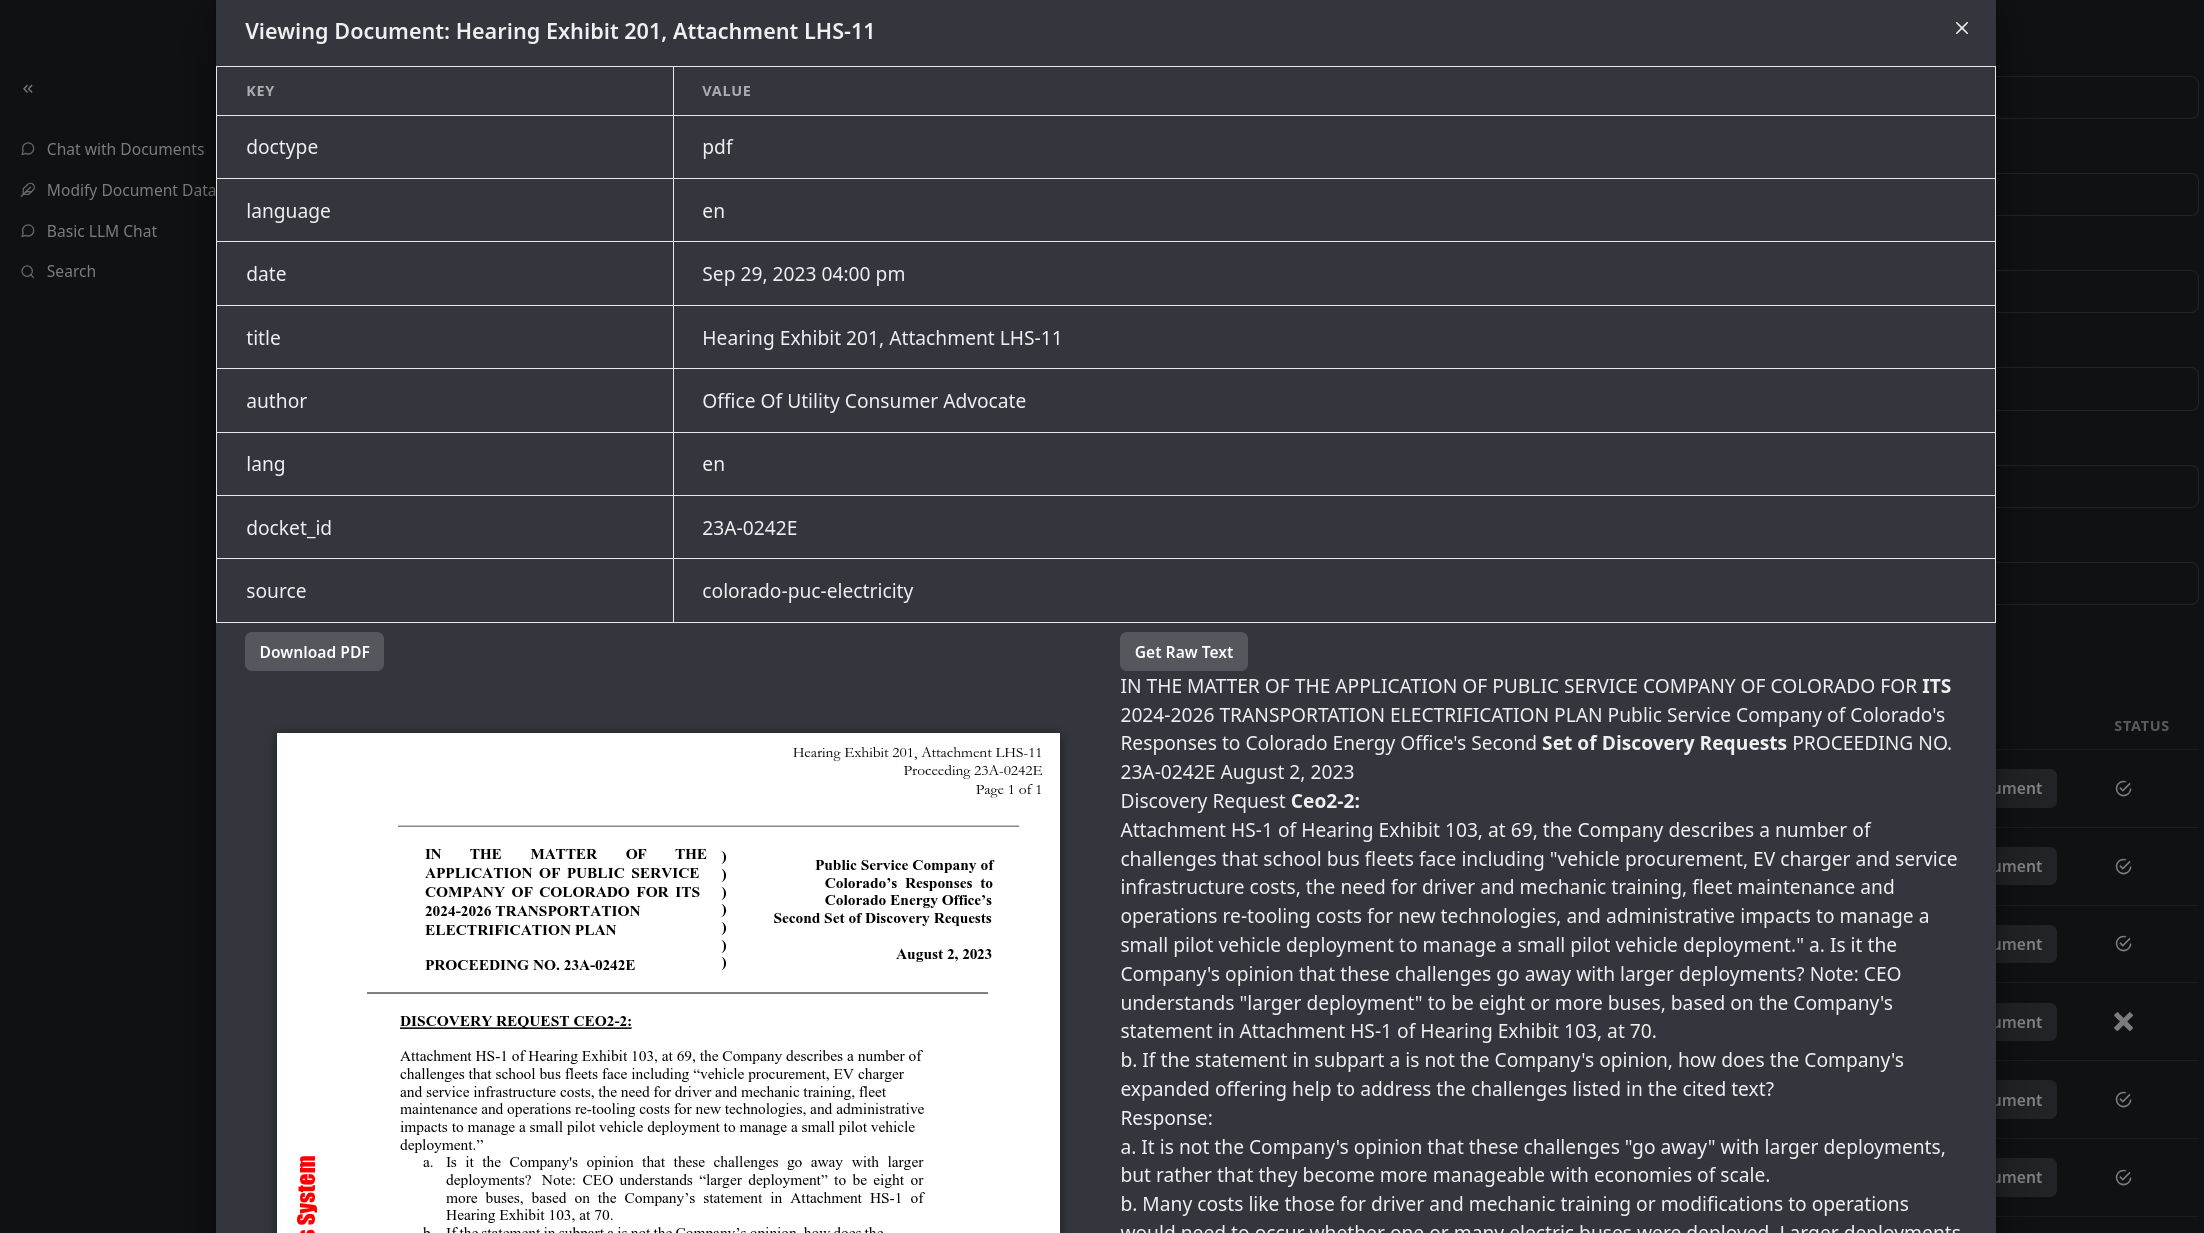 Viewing Document: Hearing Exhibit 201, Attachment LHS-11
Chat with Documents
Modify Document Data
Basic LLM Chat
Search
KEY VALUE
doctype pdf
language en
date Sep 29, 2023 04:00 pm
title Hearing Exhibit 201, Attachment LHS-11
author Office Of Utility Consumer Advocate
lang en
docket_id 23A-0242E
source colorado-puc-electricity
Download PDF
Hearing Exhibit 201, Attachment LHS-11
Proceeding 23A-0242E
Page 1 of 1
IN THE MATTER OF THE )
APPLICATION OF PUBLIC SERVICE )
COMPANY OF COLORADO FOR ITS )
2024-2026 TRANSPORTATION )
ELECTRIFICATION PLAN )
)
PROCEEDING NO. 23A-0242E )
Public Service Company of
Colorado’s Responses to
Colorado Energy Office’s
Second Set of Discovery Requests
August 2, 2023
DISCOVERY REQUEST CEO2-2:
Attachment HS-1 of Hearing Exhibit 103, at 69, the Company describes a number of
challenges that school bus fleets face including “vehicle procurement, EV charger
and service infrastructure costs, the need for driver and mechanic training, fleet
maintenance and operations re-tooling costs for new technologies, and administrative
impacts to manage a small pilot vehicle deployment to manage a small pilot vehicle
deployment.”
a. Is it the Company's opinion that these challenges go away with larger
deployments? Note: CEO understands “larger deployment” to be eight or
more buses, based on the Company’s statement in Attachment HS-1 of
Hearing Exhibit 103, at 70.
b. If the statement in subpart a is not the Company’s opinion, how does the
System
Get Raw Text
IN THE MATTER OF THE APPLICATION OF PUBLIC SERVICE COMPANY OF COLORADO FOR ITS
2024-2026 TRANSPORTATION ELECTRIFICATION PLAN Public Service Company of Colorado's
Responses to Colorado Energy Office's Second Set of Discovery Requests PROCEEDING NO.
23A-0242E August 2, 2023
Discovery Request Ceo2-2:
Attachment HS-1 of Hearing Exhibit 103, at 69, the Company describes a number of
challenges that school bus fleets face including "vehicle procurement, EV charger and service
infrastructure costs, the need for driver and mechanic training, fleet maintenance and
operations re-tooling costs for new technologies, and administrative impacts to manage a
small pilot vehicle deployment to manage a small pilot vehicle deployment." a. Is it the
Company's opinion that these challenges go away with larger deployments? Note: CEO
understands "larger deployment" to be eight or more buses, based on the Company's
statement in Attachment HS-1 of Hearing Exhibit 103, at 70.
b. If the statement in subpart a is not the Company's opinion, how does the Company's
expanded offering help to address the challenges listed in the cited text?
Response:
a. It is not the Company's opinion that these challenges "go away" with larger deployments,
but rather that they become more manageable with economies of scale.
b. Many costs like those for driver and mechanic training or modifications to operations
would need to occur whether one or many electric buses were deployed. Larger deployments
STATUS
ument
ument
ument
ument
ument
ument